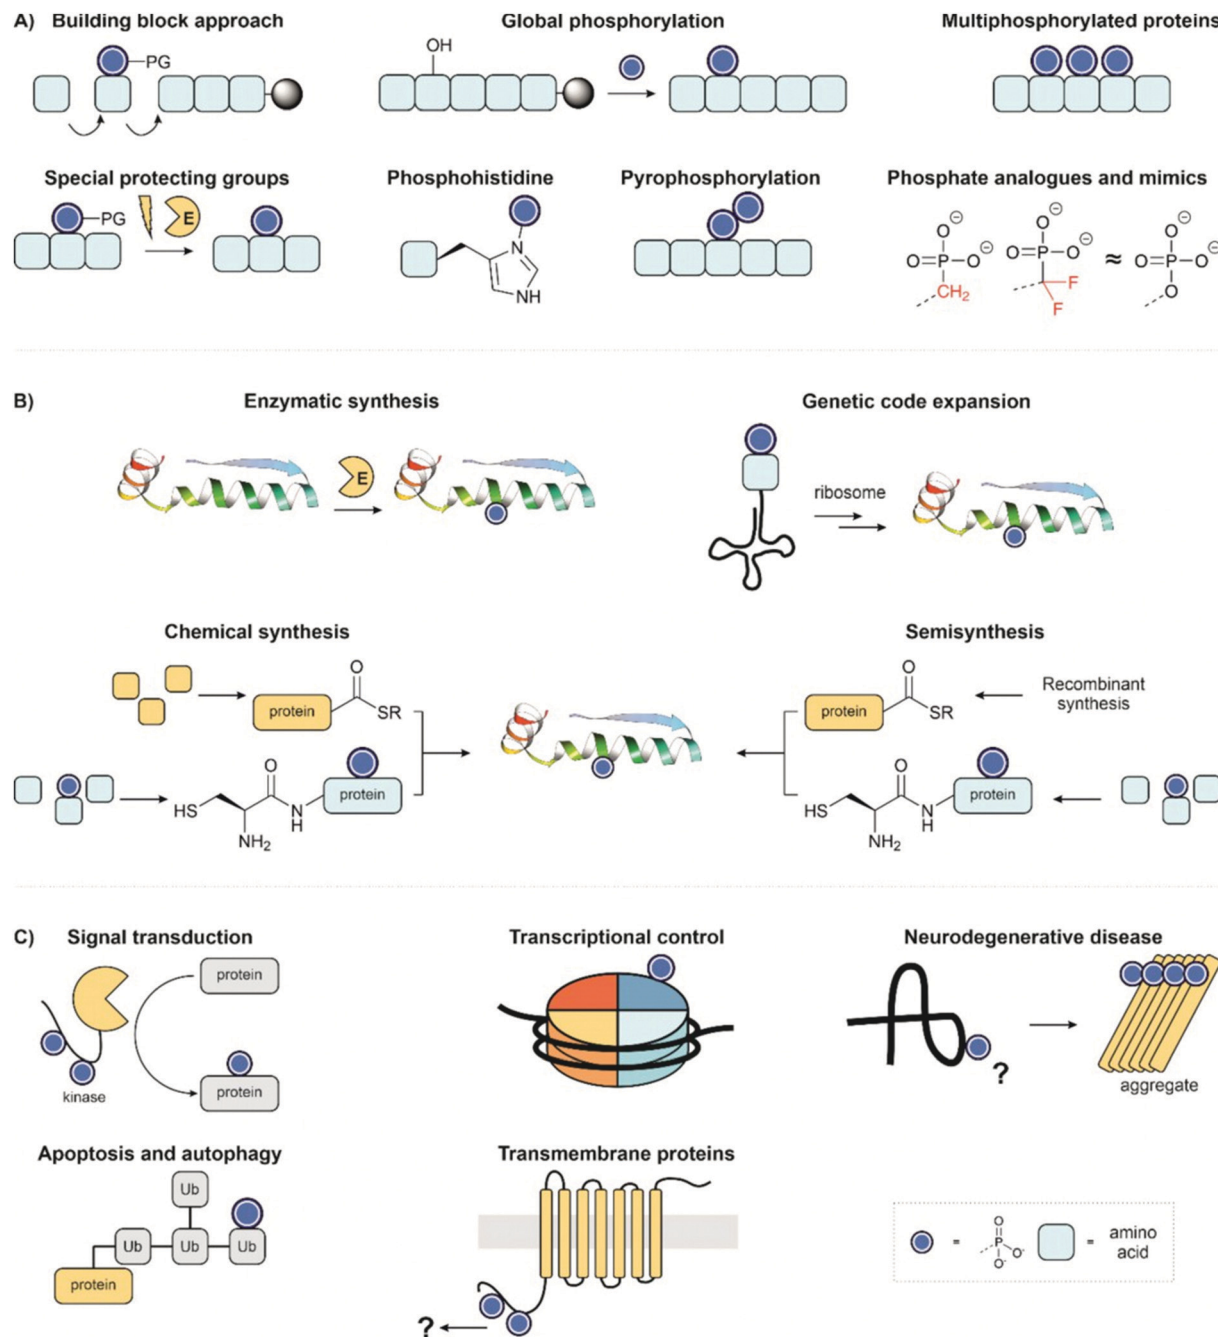 A) Building block approach
Global phosphorylation
Multiphosphorylated proteins
PG
OH
Special protecting groups
Phosphohistidine
Pyrophosphorylation
Phosphate analogues and mimics
PG
E
N
NH
O⊖ ⊖
O=P–O
CH2
O⊖ ⊖
O=P–O
F
F
≈
O⊖ ⊖
O=P–O
O
B)
Enzymatic synthesis
Genetic code expansion
E
ribosome
Chemical synthesis
Semisynthesis
protein
O
SR
protein
O
SR
Recombinant
synthesis
HS
O
NH2
N
H
protein
HS
O
NH2
N
H
protein
C) Signal transduction
Transcriptional control
Neurodegenerative disease
protein
protein
kinase
?
aggregate
Apoptosis and autophagy
Transmembrane proteins
Ub
Ub
Ub
Ub
protein
?
= O P O- O- = amino
acid